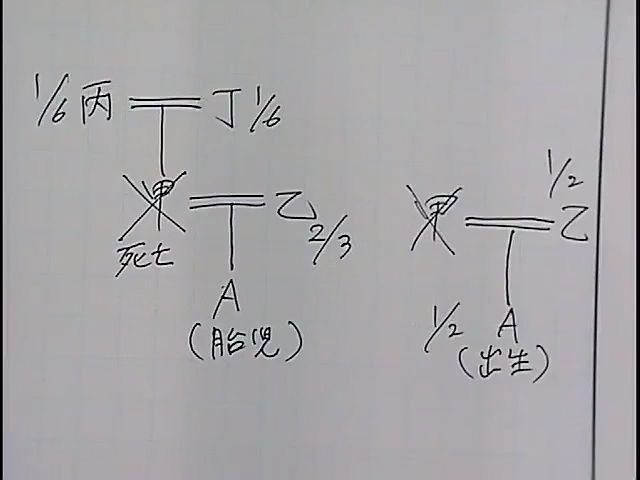 1/6 丙 丁 1/6
甲 乙 2/3
死亡
A
(胎児)
1/2
甲 乙
1/2 A
(出生)